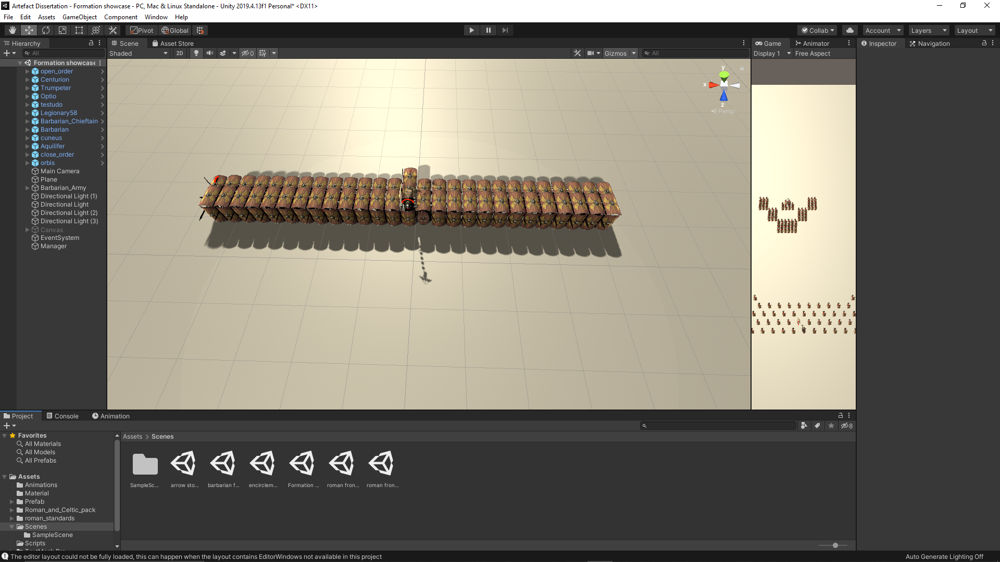 Artefact Dissertation - Formation showcase - PC, Mac & Linux Standalone - Unity 2019.4.13f1 Personal* <DX11>
File Edit Assets GameObject Component Window Help
Pivot Global Collab Account Layers Layout
Hierarchy
All
Formation showcase
open_order
Centurion
Trumpeter
Optio
testudo
Legionary58
Barbarian_Chieftain
Barbarian
cuneus
Aquilifer
close_order
orbis
Main Camera
Plane
Barbarian_Army
Directional Light (1)
Directional Light
Directional Light (2)
Directional Light (3)
Canvas
EventSystem
Manager
Scene Asset Store
Shaded 2D 0 Gizmos All
y
x
z
Persp
Game Animator
Display 1 Free Aspect
Inspector Navigation
Project Console Animation
8
Favorites
All Materials
All Models
All Prefabs
Assets
Animations
Material
Prefab
Roman_and_Celtic_pack
roman_standards
Scenes
SampleScene
Scripts
Assets > Scenes
SampleSc... arrow sto... barbarian f... encirclem... Formation ... roman fron... roman fron...
The editor layout could not be fully loaded, this can happen when the layout contains EditorWindows not available in this project
Auto Generate Lighting Off